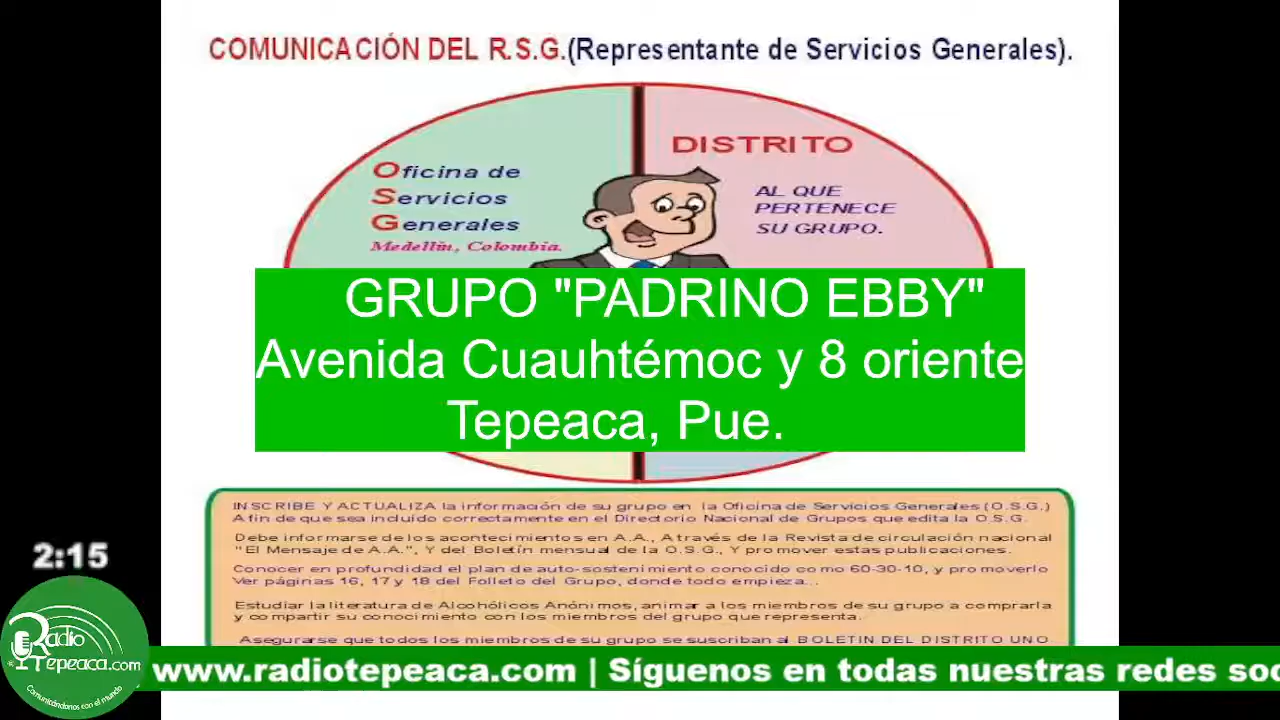 COMUNICACIÓN DEL R.S.G.(Representante de Servicios Generales).
Oficina de
Servicios
Generales
Medellín, Colombia.
DISTRITO
AL QUE
PERTENECE
SU GRUPO.
GRUPO "PADRINO EBBY"
Avenida Cuauhtémoc y 8 oriente
Tepeaca, Pue.
INSCRIBE Y ACTUALIZA la información de su grupo en la Oficina de Servicios Generales (O.S.G.)
A fin de que sea incluido correctamente en el Directorio Nacional de Grupos que edita la O.S.G.
Debe informarse de los acontecimientos en A.A., A través de la Revista de circulación nacional
"El Mensaje de A.A.", Y del Boletín mensual de la O.S.G., Y promover estas publicaciones.
Conocer en profundidad el plan de auto-sostenimiento conocido como 60-30-10, y promoverlo
Ver páginas 16, 17 y 18 del Folleto del Grupo, donde todo empieza...
Estudiar la literatura de Alcohólicos Anónimos, animar a los miembros de su grupo a comprarla
y compartir su conocimiento con los miembros del grupo que representa.
Asegurarse que todos los miembros de su grupo se suscriban al BOLETIN DEL DISTRITO UNO
2:15
Radio
Tepeaca.com
Comunicándonos con el mundo
www.radiotepeaca.com | Síguenos en todas nuestras redes soc